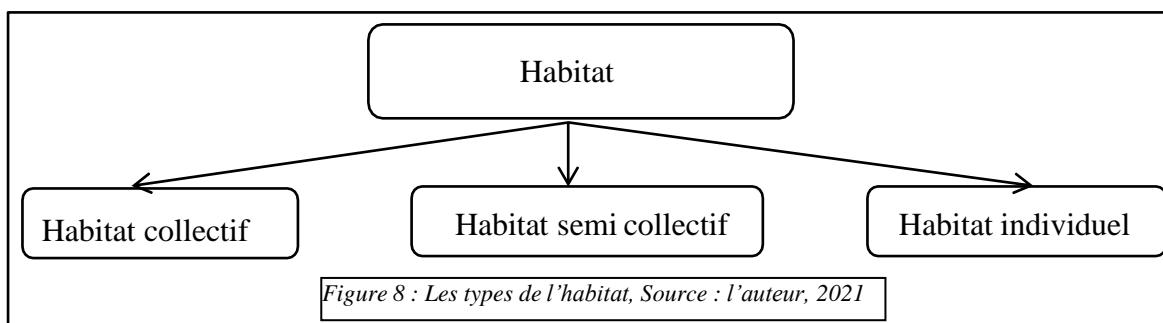 Habitat
Habitat collectif
Habitat semi collectif
Habitat individuel
Figure 8 : Les types de l’habitat, Source : l’auteur, 2021